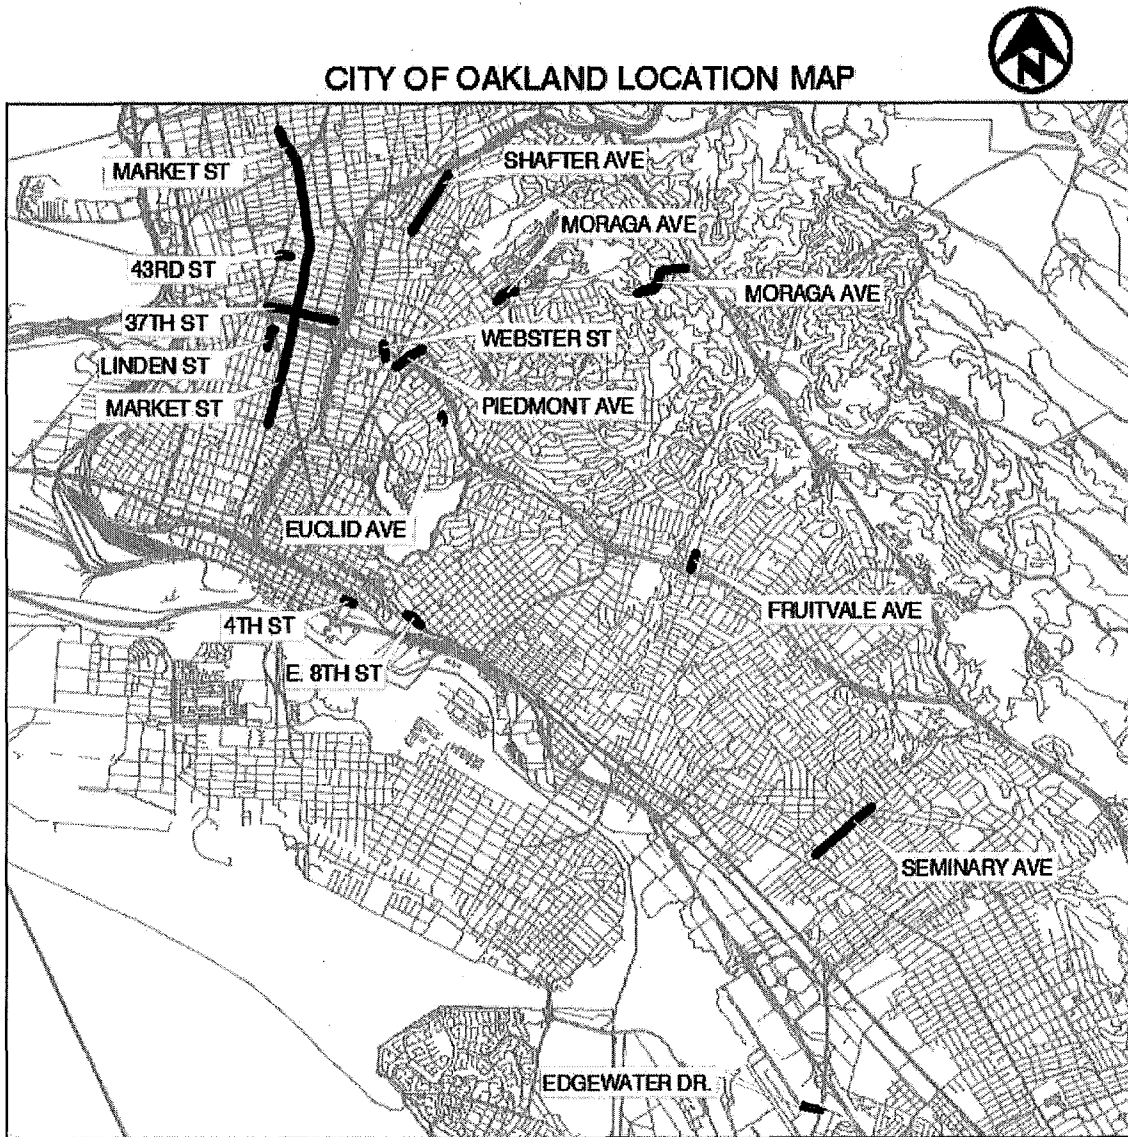 N
CITY OF OAKLAND LOCATION MAP
MARKET ST
SHAFTER AVE
MORAGA AVE
43RD ST
MORAGA AVE
37TH ST
WEBSTER ST
LINDEN ST
MARKET ST
PIEDMONT AVE
EUCLID AVE
FRUITVALE AVE
4TH ST
E. 8TH ST
SEMINARY AVE
EDGEWATER DR.